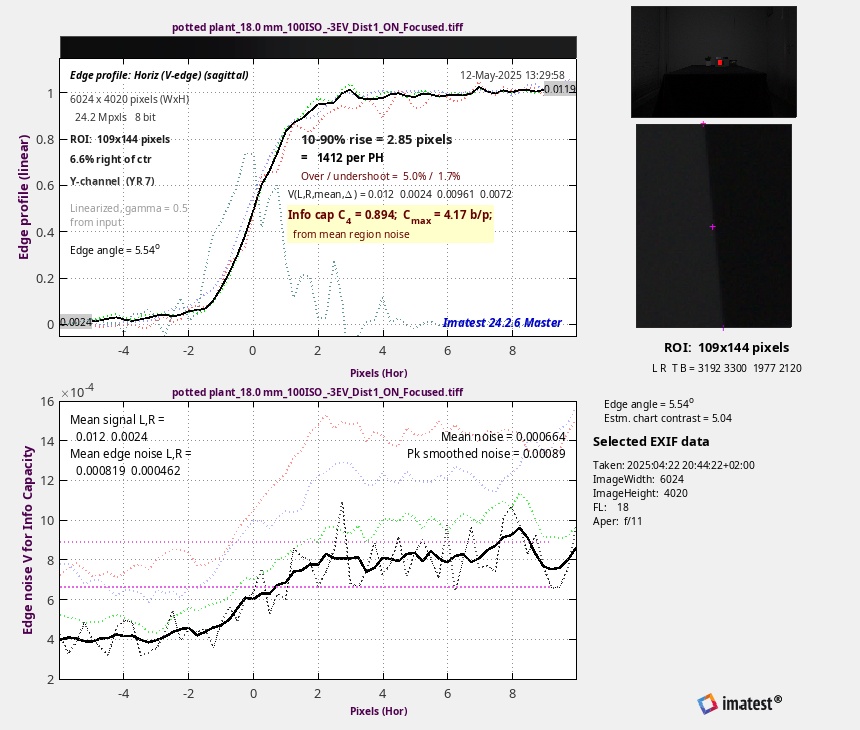 potted plant_18.0 mm_100ISO_-3EV_Dist1_ON_Focused.tiff
Edge profile: Horiz (V-edge) (sagittal)
12-May-2025 13:29:58
0.0119
6024 x 4020 pixels (WxH)
24.2 Mpxls 8 bit
ROI: 109x144 pixels
6.6% right of ctr
Y-channel (YR 7)
Linearized, gamma = 0.5
from input
Edge angle = 5.54o
10-90% rise = 2.85 pixels
= 1412 per PH
Over / undershoot = 5.0% / 1.7%
V(L,R,mean,Δ) = 0.012 0.0024 0.00961 0.0072
Info cap C4 = 0.894; Cmax = 4.17 b/p;
from mean region noise
0.0024
Imatest 24.2.6 Master
Edge profile (linear)
1
0.8
0.6
0.4
0.2
0
-4 -2 0 2 4 6 8
Pixels (Hor)
potted plant_18.0 mm_100ISO_-3EV_Dist1_ON_Focused.tiff
×10-4
Mean signal L,R =
0.012 0.0024
Mean edge noise L,R =
0.000819 0.000462
Mean noise = 0.000664
Pk smoothed noise = 0.00089
Edge noise V for Info Capacity
16
14
12
10
8
6
4
2
-4 -2 0 2 4 6 8
Pixels (Hor)
ROI: 109x144 pixels
L R T B = 3192 3300 1977 2120
Edge angle = 5.54o
Estm. chart contrast = 5.04
Selected EXIF data
Taken: 2025:04:22 20:44:22+02:00
ImageWidth: 6024
ImageHeight: 4020
FL: 18
Aper: f/11
imatest®